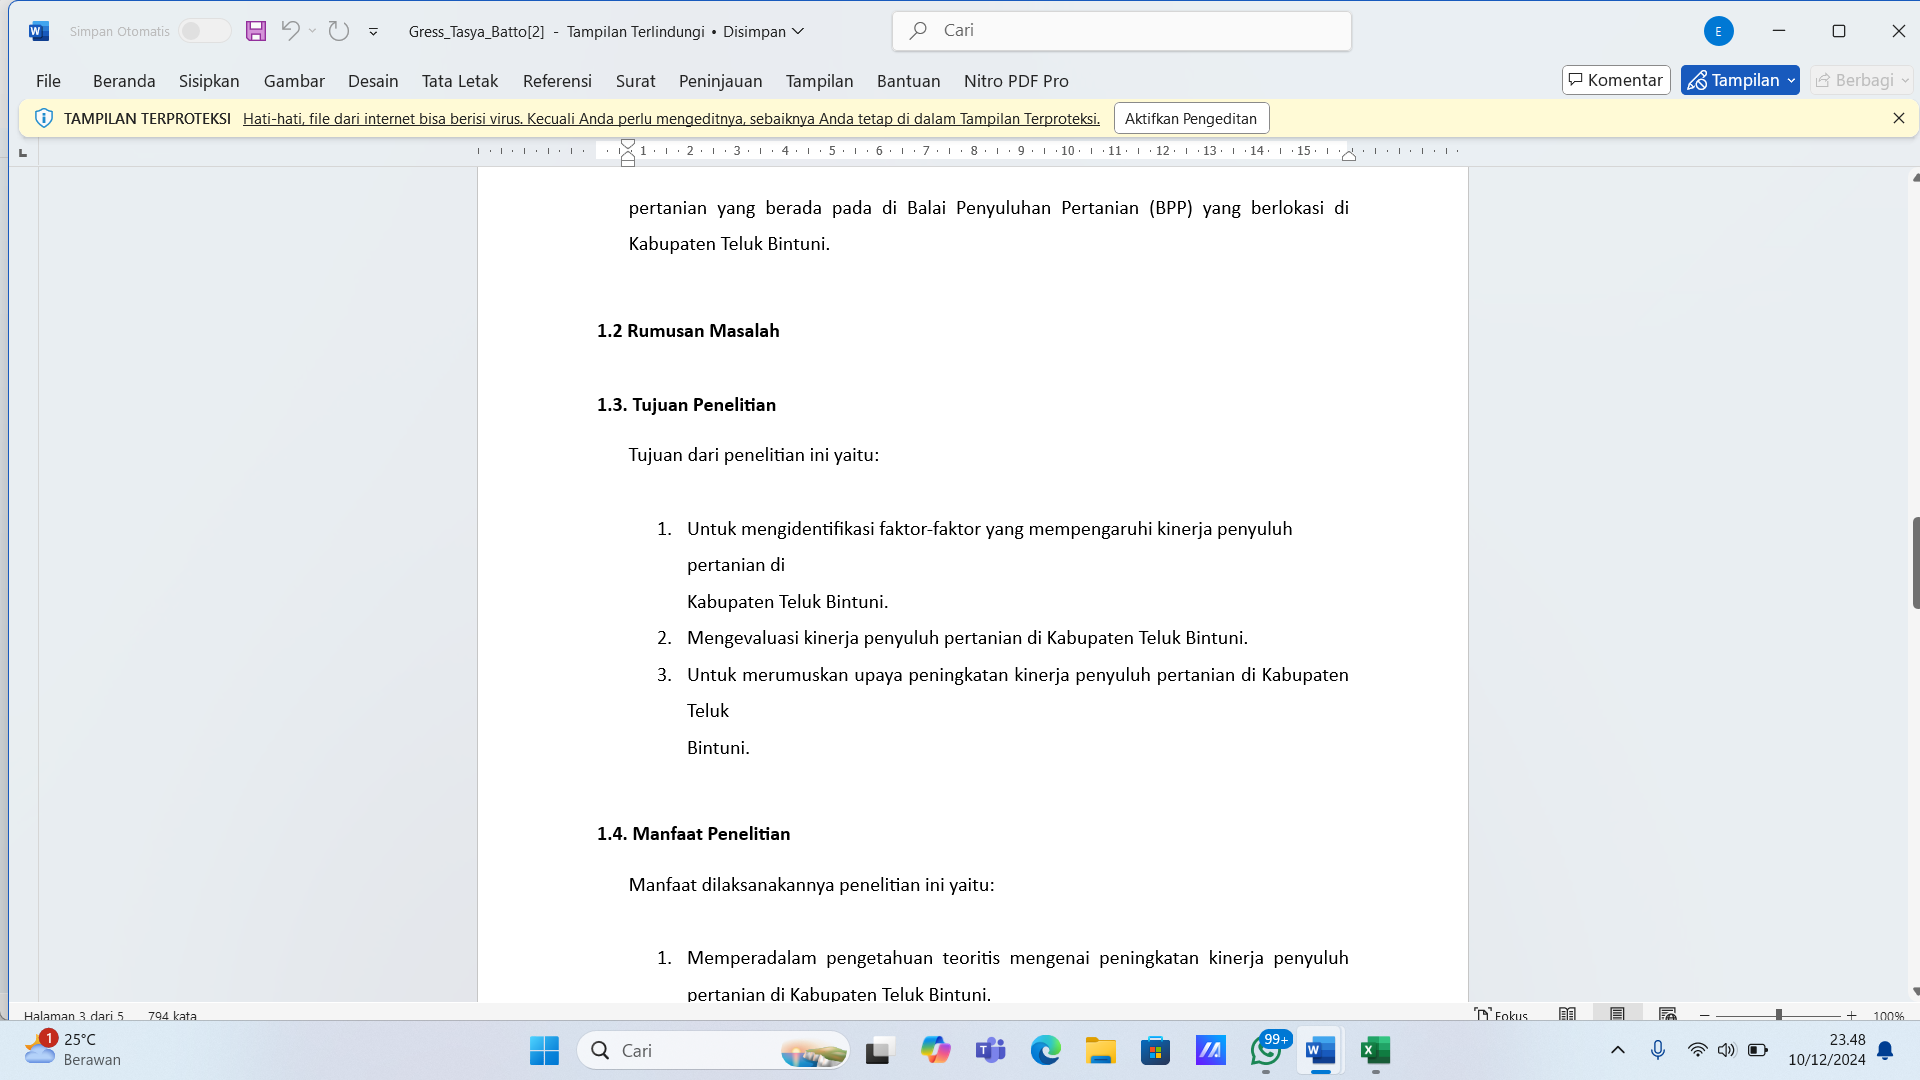 Simpan Otomatis
Gress_Tasya_Batto[2] - Tampilan Terlindungi • Disimpan
Cari
E
File Beranda Sisipkan Gambar Desain Tata Letak Referensi Surat Peninjauan Tampilan Bantuan Nitro PDF Pro
Komentar Tampilan Berbagi
TAMPILAN TERPROTEKSI Hati-hati, file dari internet bisa berisi virus. Kecuali Anda perlu mengeditnya, sebaiknya Anda tetap di dalam Tampilan Terproteksi. Aktifkan Pengeditan
1 2 3 4 5 6 7 8 9 10 11 12 13 14 15
pertanian yang berada pada di Balai Penyuluhan Pertanian (BPP) yang berlokasi di
Kabupaten Teluk Bintuni.
1.2 Rumusan Masalah
1.3. Tujuan Penelitian
Tujuan dari penelitian ini yaitu:
1. Untuk mengidentifikasi faktor-faktor yang mempengaruhi kinerja penyuluh
pertanian di
Kabupaten Teluk Bintuni.
2. Mengevaluasi kinerja penyuluh pertanian di Kabupaten Teluk Bintuni.
3. Untuk merumuskan upaya peningkatan kinerja penyuluh pertanian di Kabupaten
Teluk
Bintuni.
1.4. Manfaat Penelitian
Manfaat dilaksanakannya penelitian ini yaitu:
1. Memperadalam pengetahuan teoritis mengenai peningkatan kinerja penyuluh
pertanian di Kabupaten Teluk Bintuni.
Halaman 3 dari 5 794 kata
Fokus
100%
1
25°C
Berawan
Cari
99+
23.48
10/12/2024